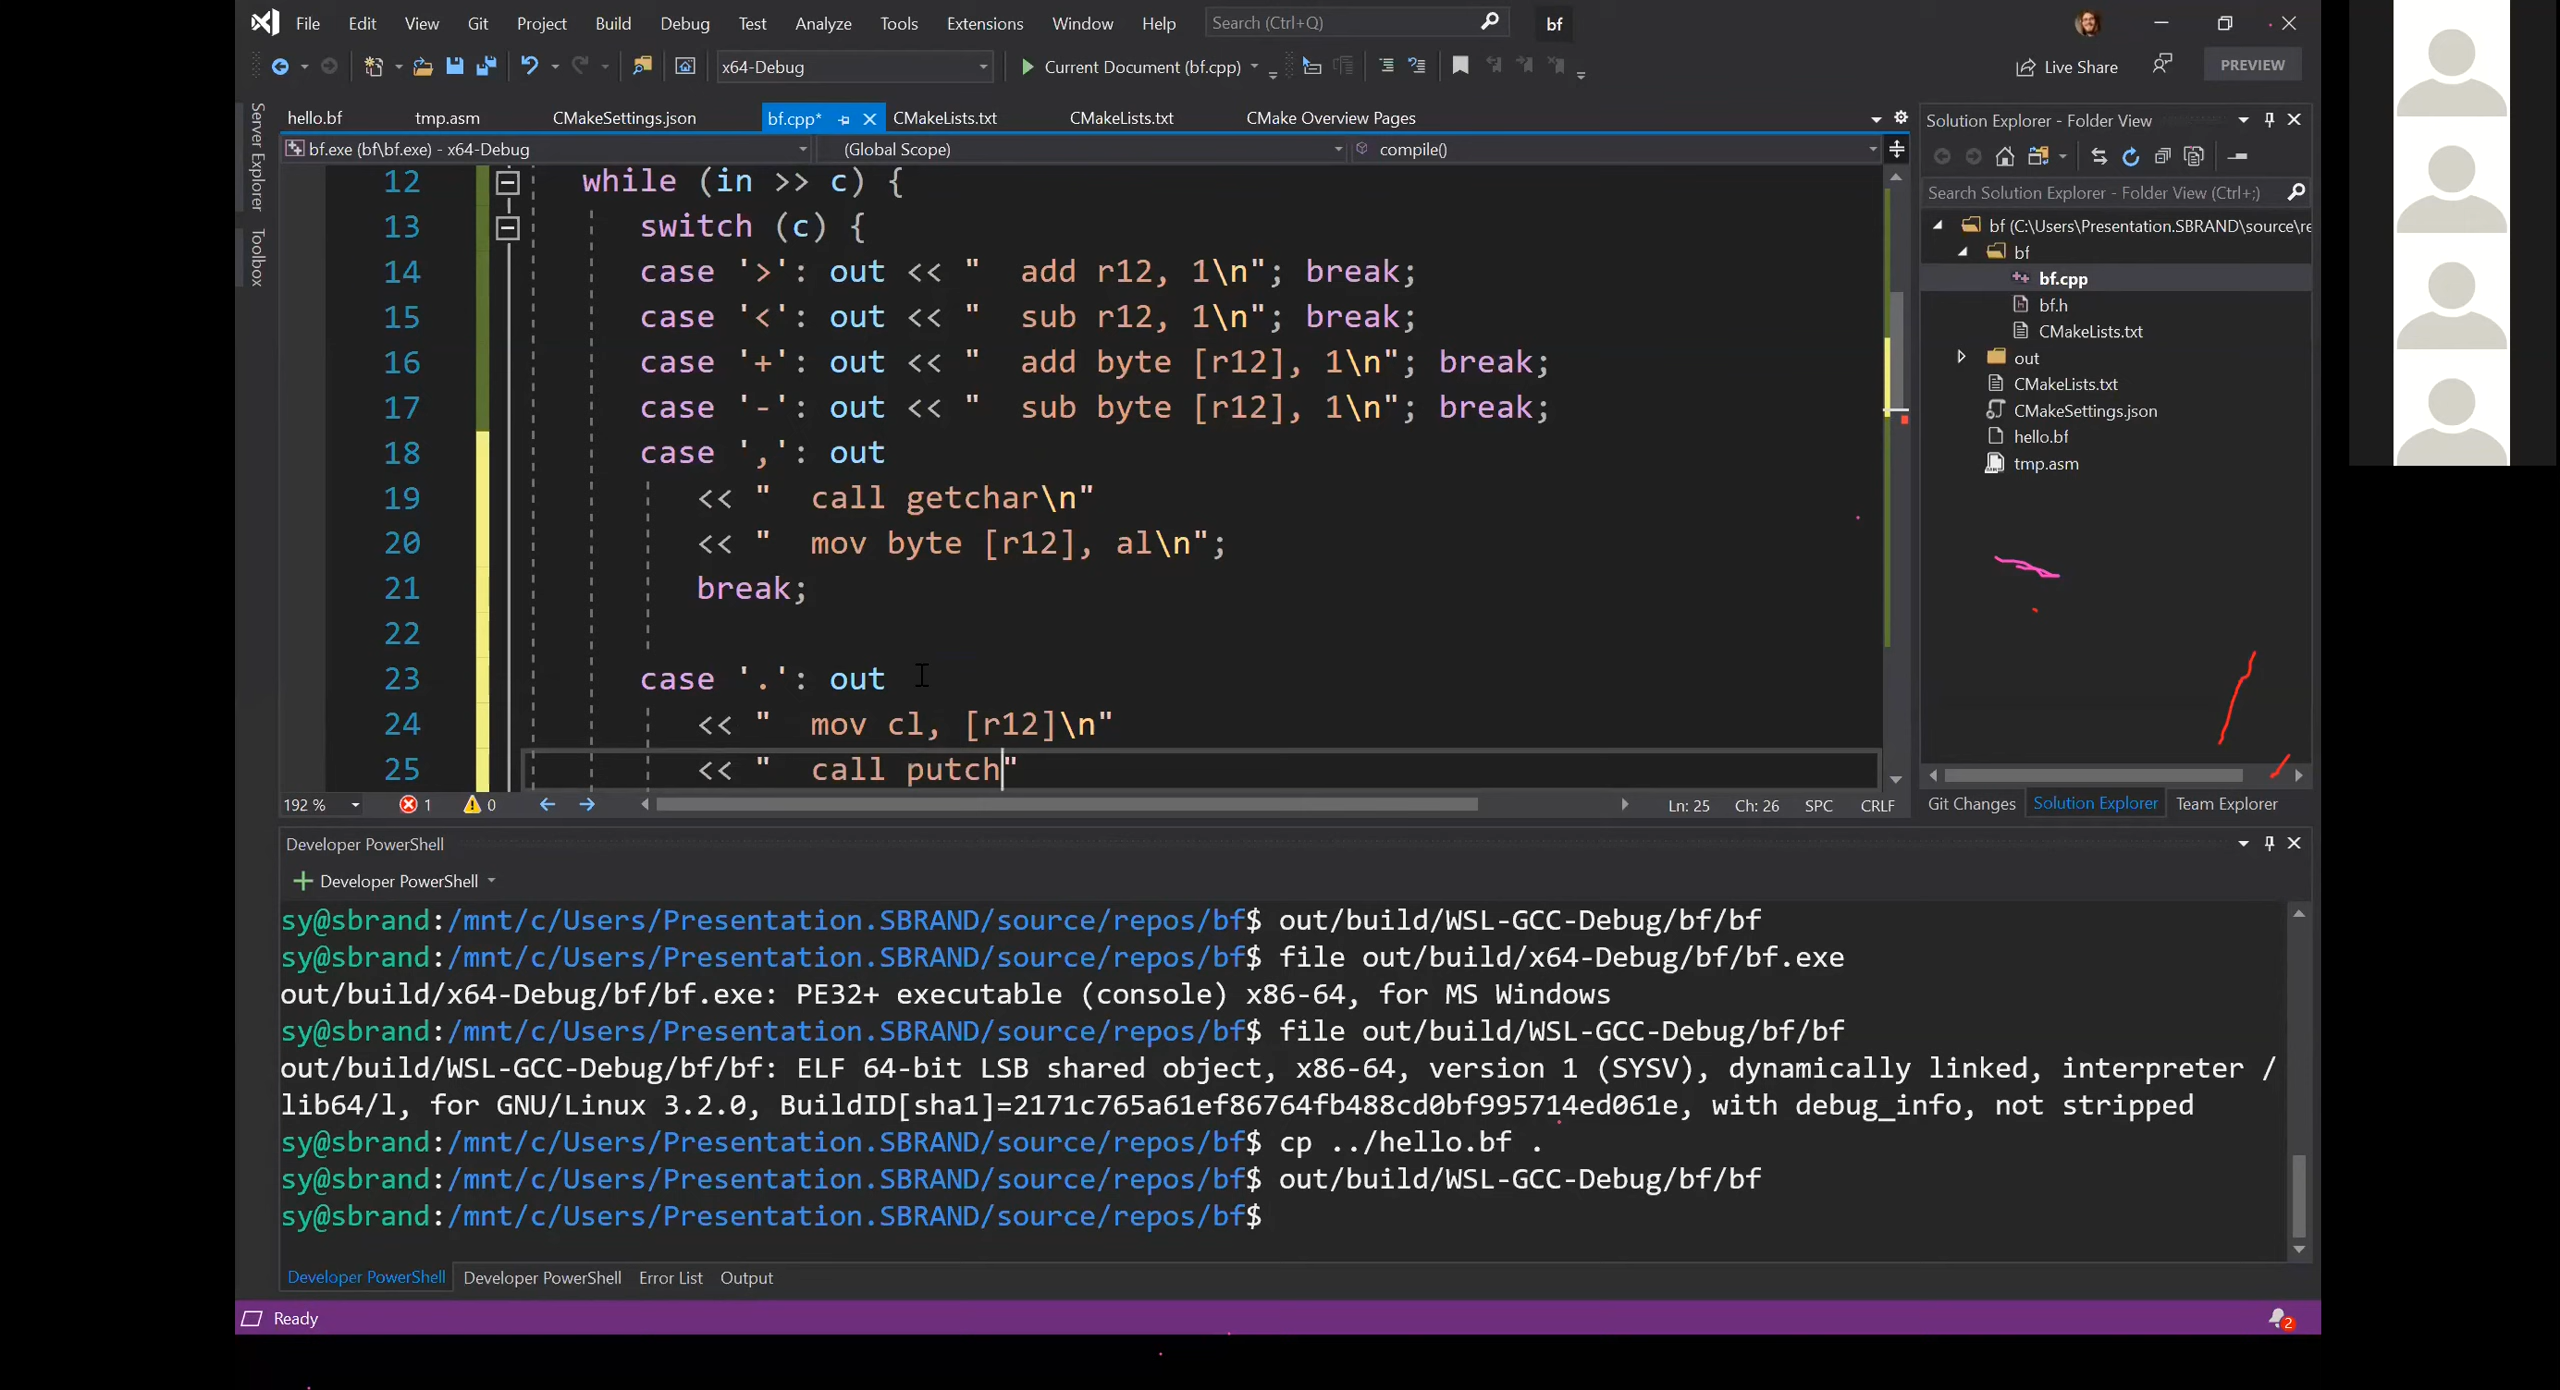 File Edit View Git Project Build Debug Test Analyze Tools Extensions Window Help Search (Ctrl+Q) bf
x64-Debug Current Document (bf.cpp) Live Share PREVIEW
Server Explorer
Toolbox
hello.bf tmp.asm CMakeSettings.json bf.cpp* CMakeLists.txt CMakeLists.txt CMake Overview Pages
bf.exe (bf\bf.exe) - x64-Debug (Global Scope) compile()
12 while (in >> c) {
13 switch (c) {
14 case '>': out << "  add r12, 1\n"; break;
15 case '<': out << "  sub r12, 1\n"; break;
16 case '+': out << "  add byte [r12], 1\n"; break;
17 case '-': out << "  sub byte [r12], 1\n"; break;
18 case ',': out
19 << "  call getchar\n"
20 << "  mov byte [r12], al\n";
21 break;
22
23 case '.': out
24 << "  mov cl, [r12]\n"
25 << "  call putch"
192 % 1 0 Ln: 25 Ch: 26 SPC CRLF
Solution Explorer - Folder View
Search Solution Explorer - Folder View (Ctrl+;)
bf (C:\Users\Presentation.SBRAND\source\re
bf
bf.cpp
bf.h
CMakeLists.txt
out
CMakeLists.txt
CMakeSettings.json
hello.bf
tmp.asm
Git Changes Solution Explorer Team Explorer
Developer PowerShell
Developer PowerShell
sy@sbrand:/mnt/c/Users/Presentation.SBRAND/source/repos/bf$ out/build/WSL-GCC-Debug/bf/bf
sy@sbrand:/mnt/c/Users/Presentation.SBRAND/source/repos/bf$ file out/build/x64-Debug/bf/bf.exe
out/build/x64-Debug/bf/bf.exe: PE32+ executable (console) x86-64, for MS Windows
sy@sbrand:/mnt/c/Users/Presentation.SBRAND/source/repos/bf$ file out/build/WSL-GCC-Debug/bf/bf
out/build/WSL-GCC-Debug/bf/bf: ELF 64-bit LSB shared object, x86-64, version 1 (SYSV), dynamically linked, interpreter /
lib64/l, for GNU/Linux 3.2.0, BuildID[sha1]=2171c765a61ef86764fb488cd0bf995714ed061e, with debug_info, not stripped
sy@sbrand:/mnt/c/Users/Presentation.SBRAND/source/repos/bf$ cp ../hello.bf .
sy@sbrand:/mnt/c/Users/Presentation.SBRAND/source/repos/bf$ out/build/WSL-GCC-Debug/bf/bf
sy@sbrand:/mnt/c/Users/Presentation.SBRAND/source/repos/bf$
Developer PowerShell Developer PowerShell Error List Output
Ready 2